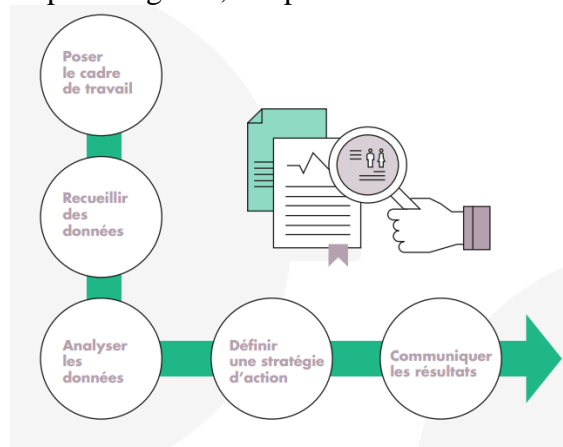 Poser
le cadre
de travail
Recueillir
des
données
Analyser
les
données
Définir
une stratégie
d'action
Communiquer
les résultats